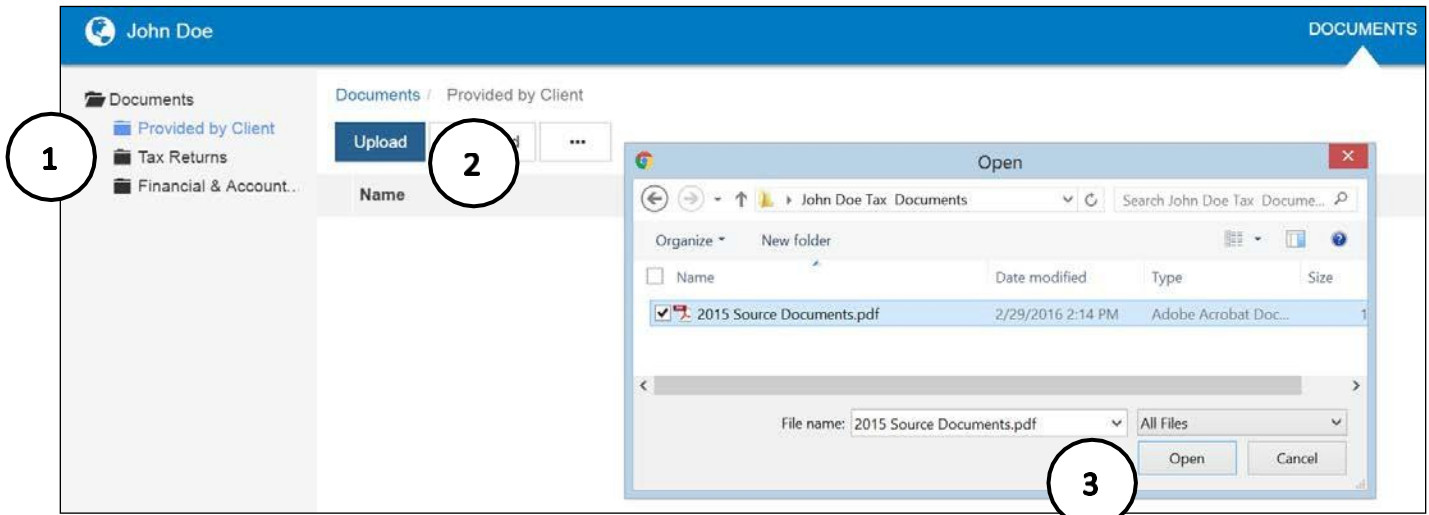 John Doe
DOCUMENTS
Documents
Provided by Client
Tax Returns
Financial & Account..
1
Documents / Provided by Client
Upload
2
...
Name
Open
John Doe Tax Documents
Search John Doe Tax Docume...
Organize
New folder
Name Date modified Type Size
2015 Source Documents.pdf 2/29/2016 2:14 PM Adobe Acrobat Doc... 1
File name: 2015 Source Documents.pdf All Files
Open Cancel
3